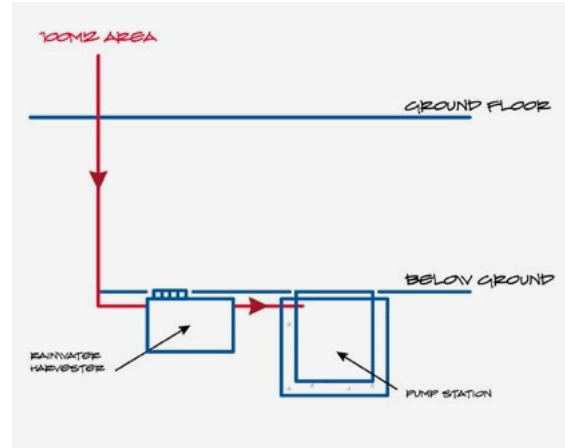 100M2 AREA
GROUND FLOOR
BELOW GROUND
RAINWATER
HARVESTER
PUMP STATION